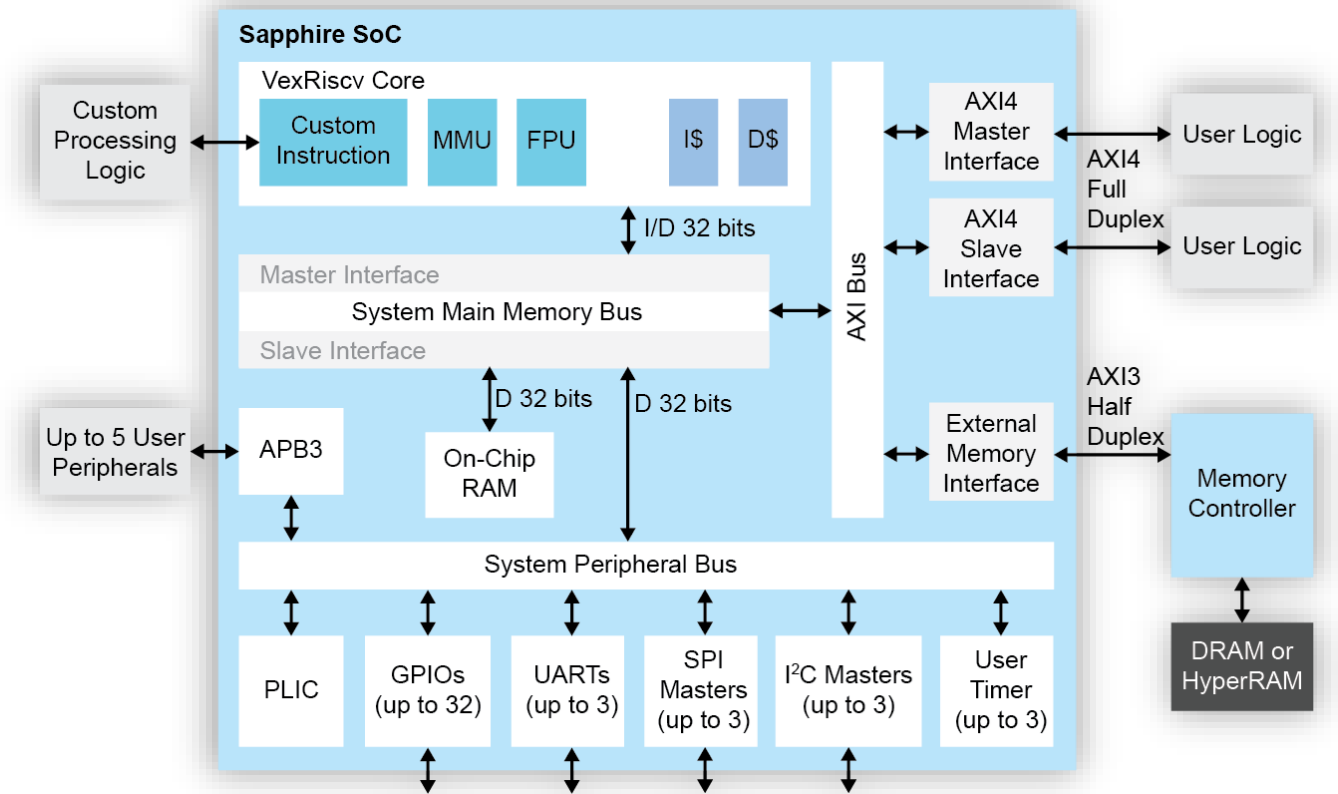 Sapphire SoC
VexRiscv Core
Custom
Processing
Logic
Custom
Instruction
MMU
FPU
I$
D$
I/D 32 bits
Master Interface
System Main Memory Bus
Slave Interface
D 32 bits
D 32 bits
AXI Bus
AXI4
Master
Interface
AXI4
Slave
Interface
AXI4
Full
Duplex
User Logic
User Logic
Up to 5 User
Peripherals
APB3
On-Chip
RAM
External
Memory
Interface
AXI3
Half
Duplex
Memory
Controller
DRAM or
HyperRAM
System Peripheral Bus
PLIC
GPIOs
(up to 32)
UARTs
(up to 3)
SPI
Masters
(up to 3)
I²C Masters
(up to 3)
User
Timer
(up to 3)